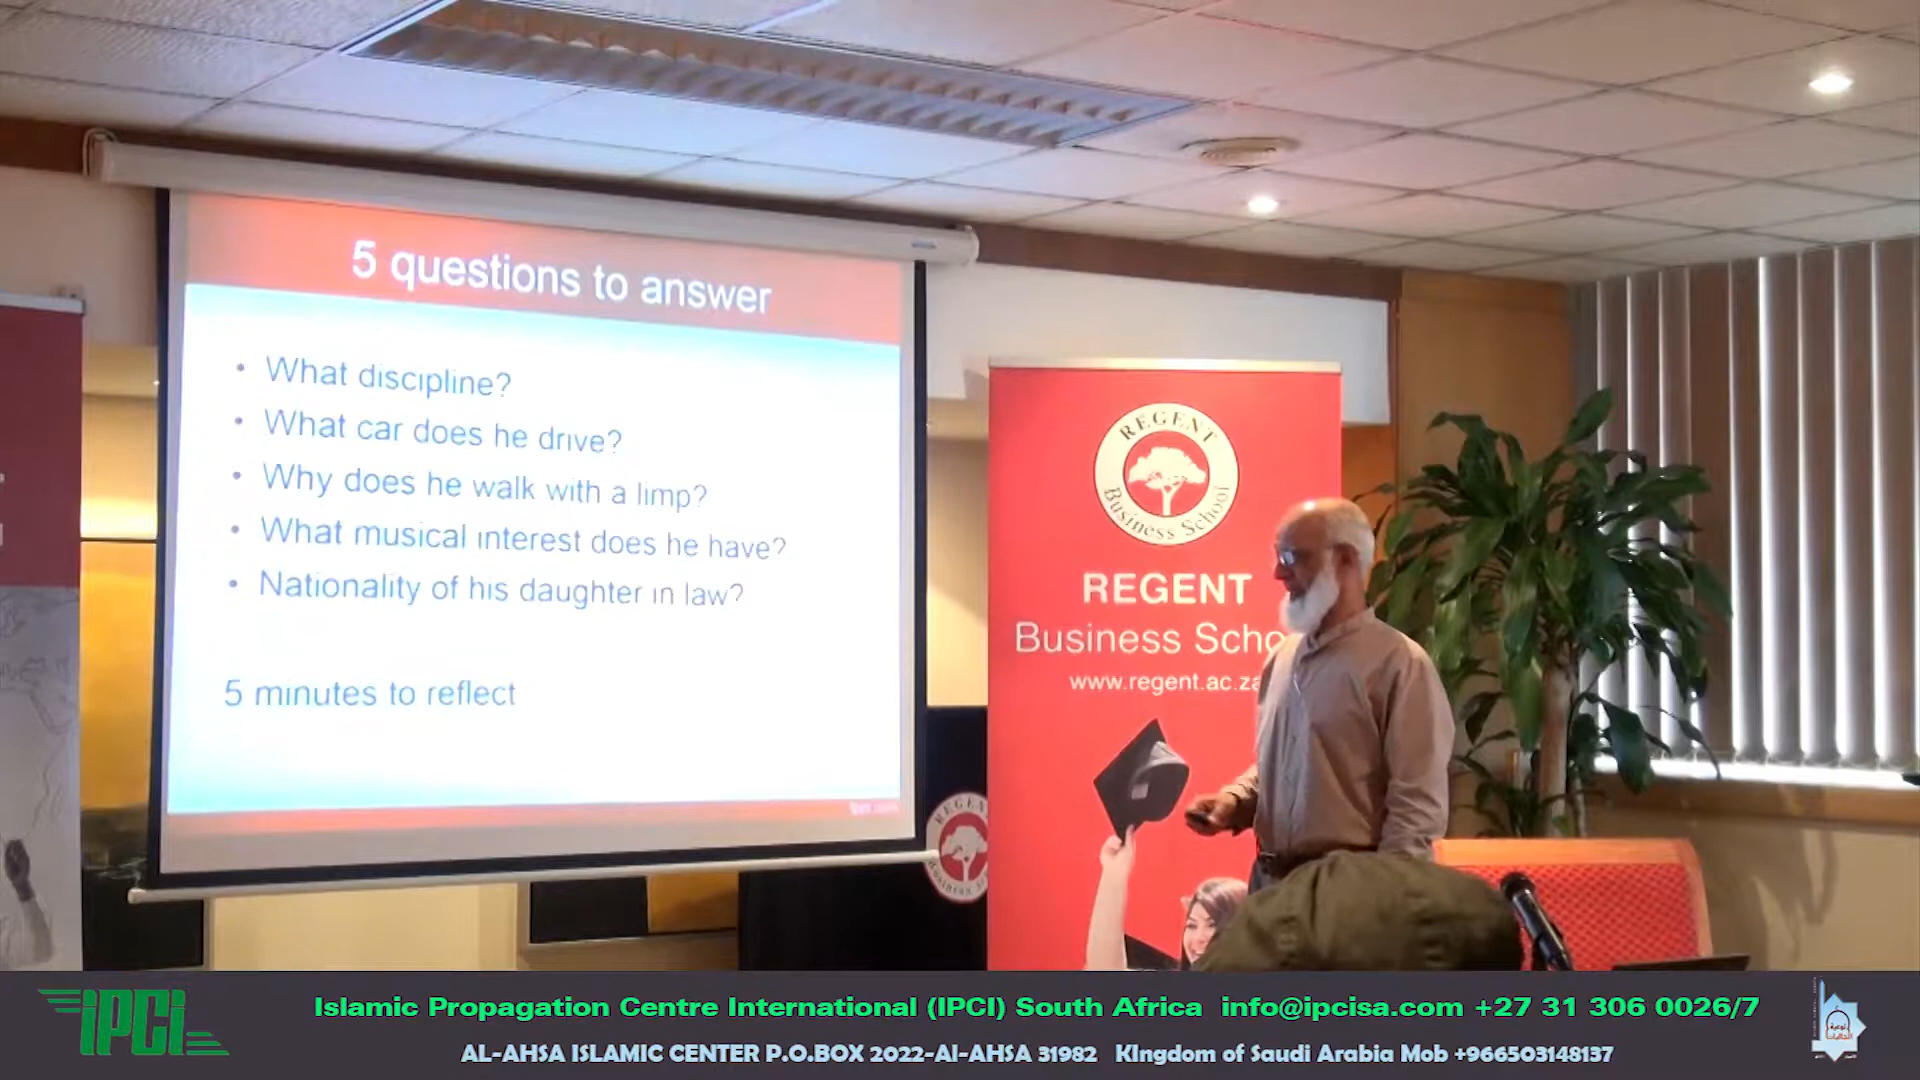 5 questions to answer
• What discipline?
• What car does he drive?
• Why does he walk with a limp?
• What musical interest does he have?
• Nationality of his daughter in law?
5 minutes to reflect
REGENT
Business School
REGENT
Business Scho
www.regent.ac.za
REGENT
iPCi
Islamic Propagation Centre International (IPCI) South Africa info@ipcisa.com +27 31 306 0026/7
AL-AHSA ISLAMIC CENTER P.O.BOX 2022-Al-AHSA 31982 KIngdom of Saudi Arabia Mob +966503148137